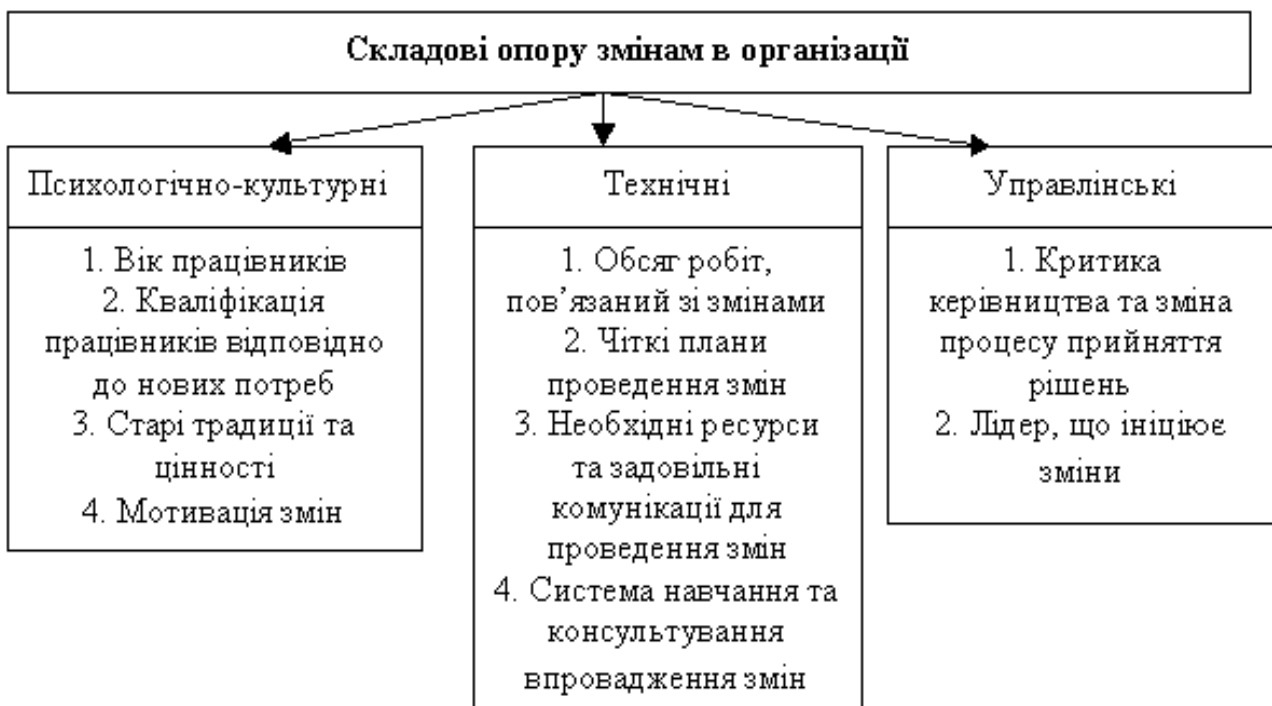 Складові опору змінам в організації
Психологічно-культурні
1. Вік працівників
2. Кваліфікація
працівників відповідно
до нових потреб
3. Старі традиції та
цінності
4. Мотивація змін
Технічні
1. Обсяг робіт,
пов’язаний зі змінами
2. Чіткі плани
проведення змін
3. Необхідні ресурси
та задовільні
комунікації для
проведення змін
4. Система навчання та
консультування
впровадження змін
Управлінські
1. Критика
керівництва та зміна
процесу прийняття
рішень
2. Лідер, що ініціює
зміни